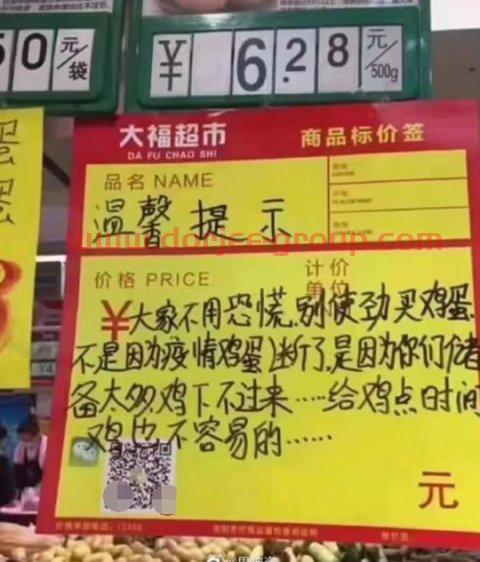 50 元/袋
¥ 6.28 元/500g
大福超市 商品标价签
DA FU CHAO SHI
品名 NAME
温馨提示
www.dorjce-group.com
价格 PRICE 计价单位
¥
大家不用恐慌,别使劲买鸡蛋,
不是因为疫情鸡蛋断了,是因为你们储
备太多,鸡下不过来……给鸡点时间
鸡也不容易的……
元